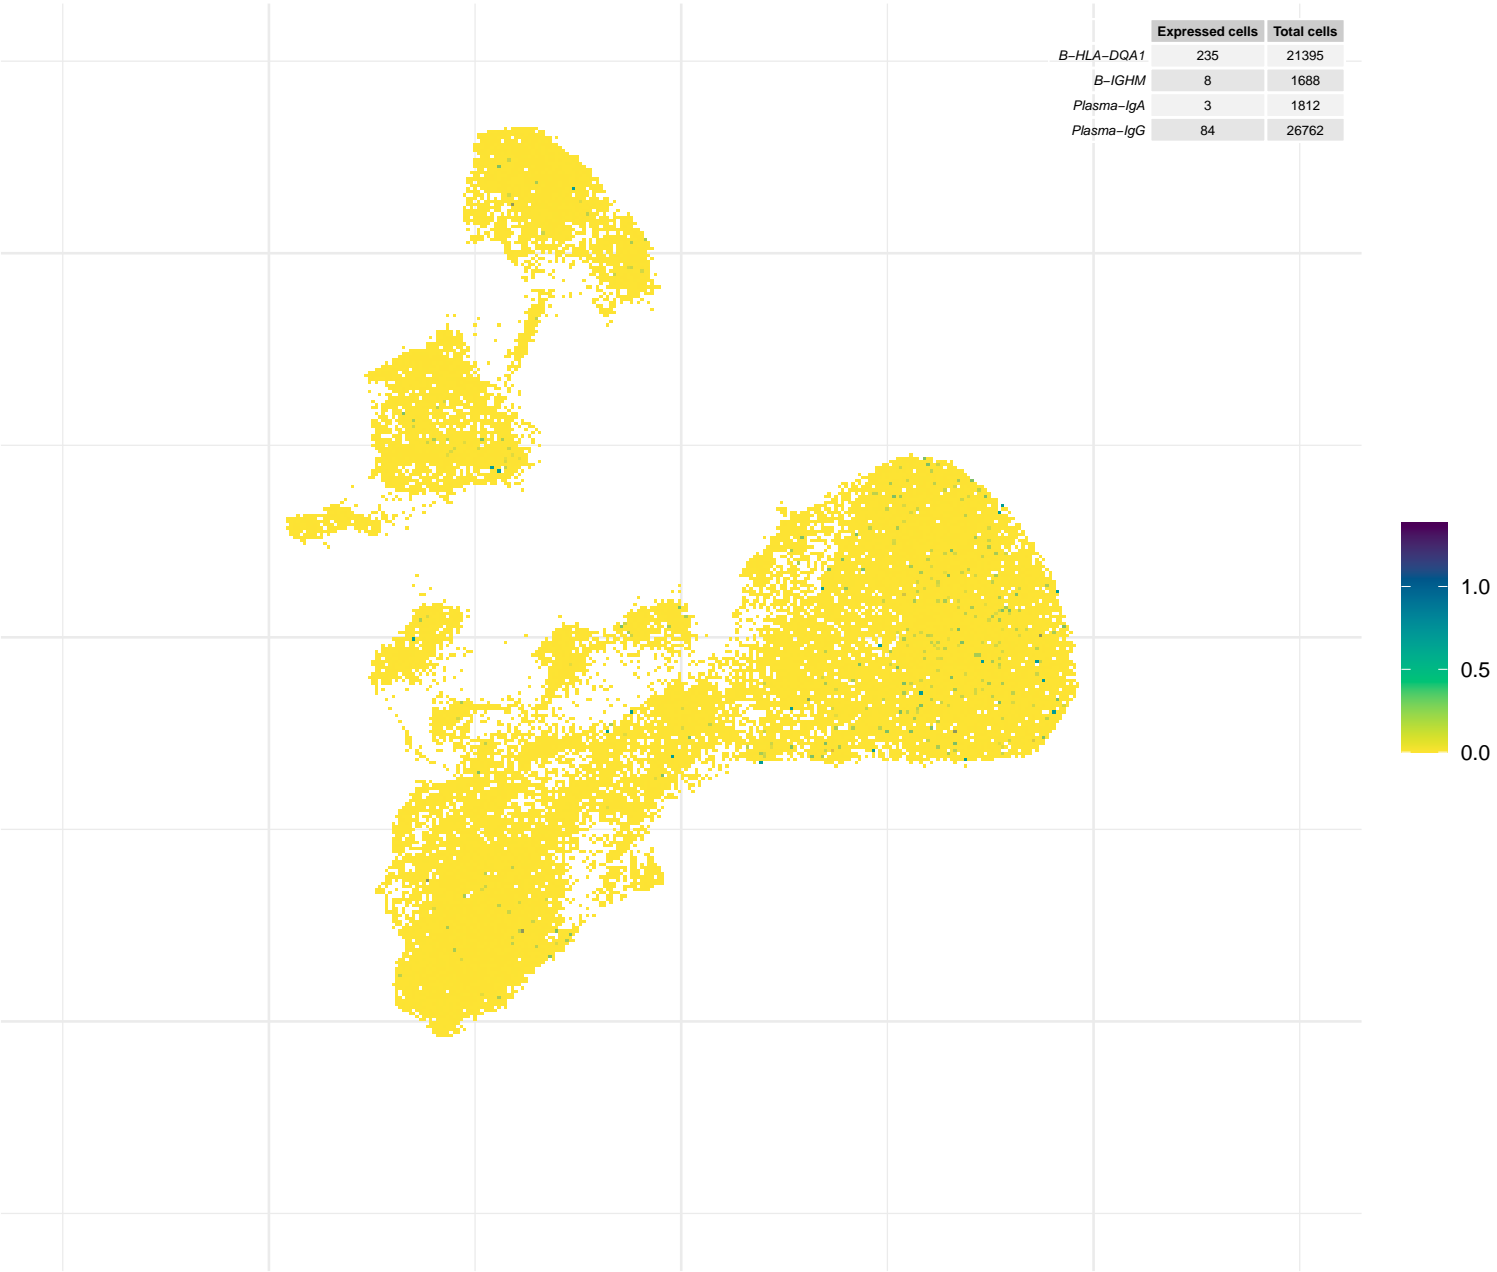 Expressed cells Total cells
B−HLA−DQA1 235 21395
B−IGHM 8 1688
Plasma−IgA 3 1812
Plasma−IgG 84 26762
1.0
0.5
0.0